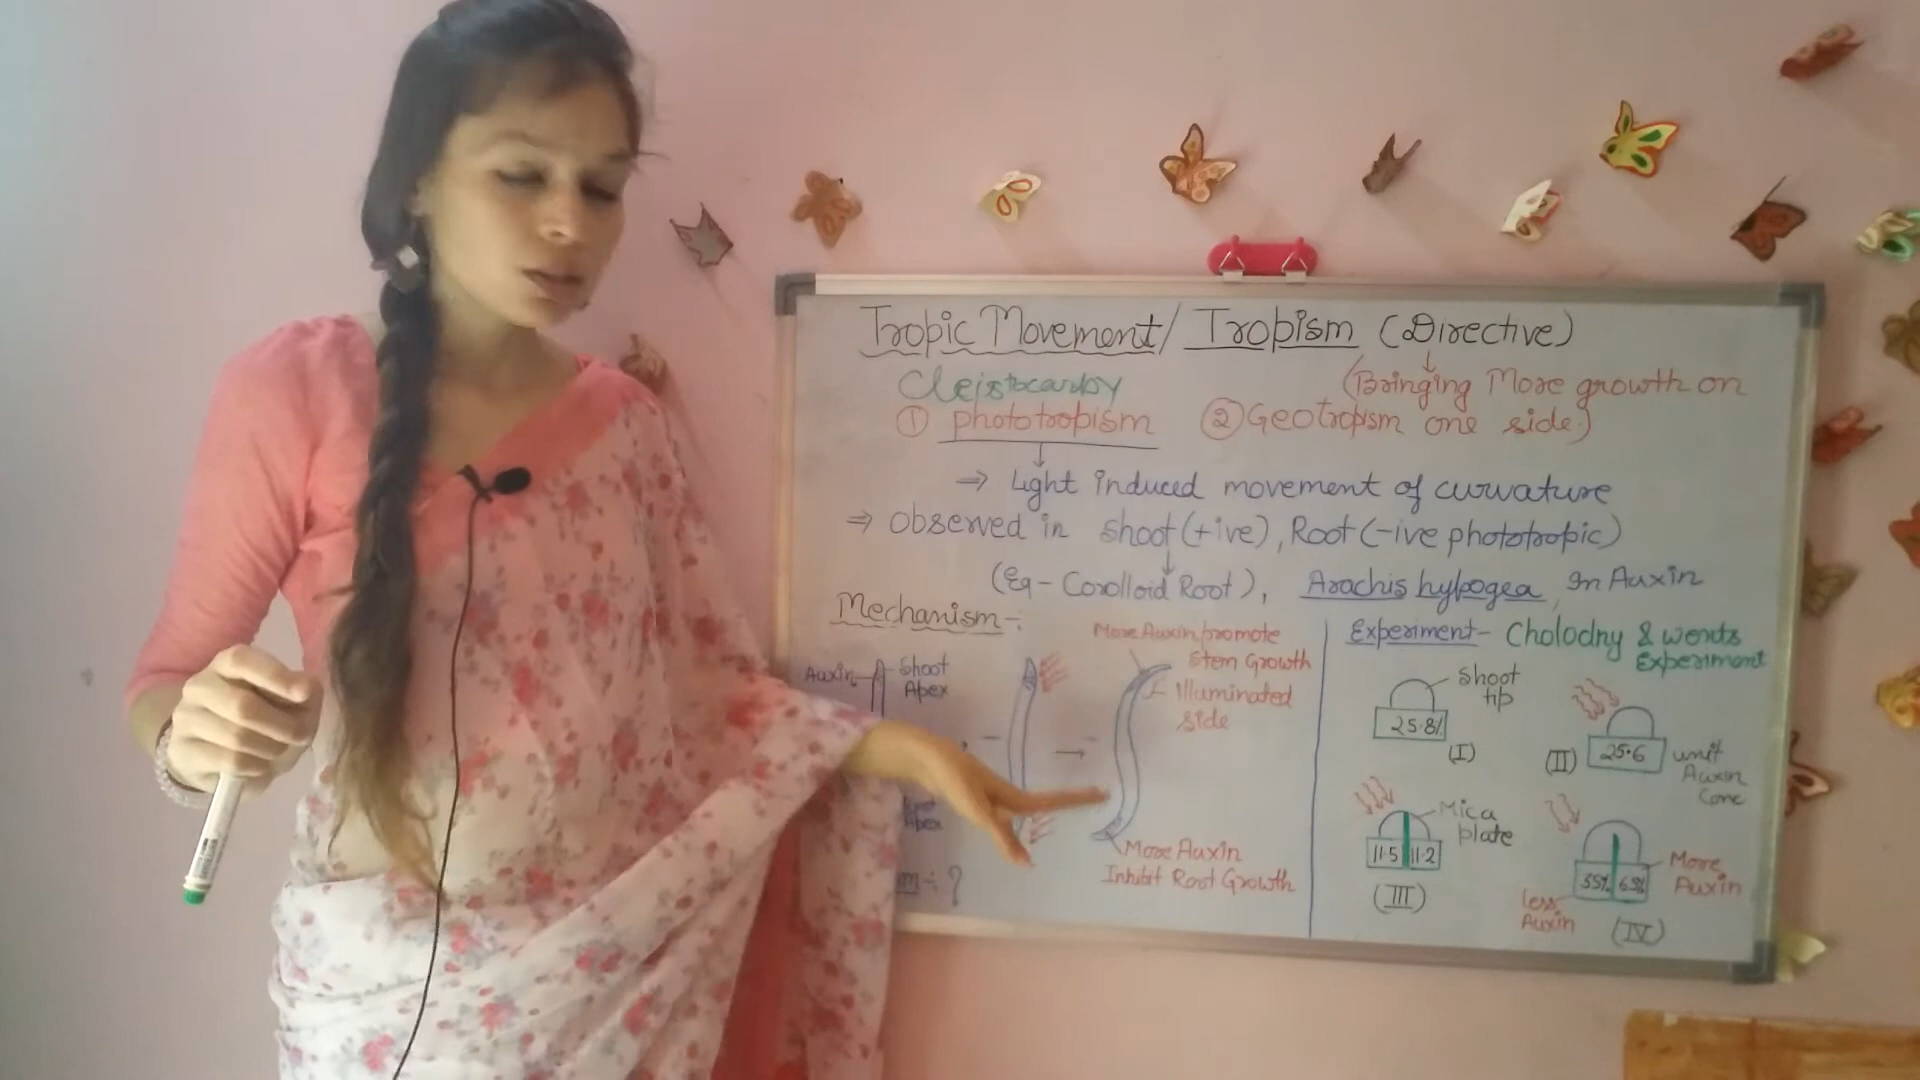 Tropic Movement/ Tropism (Directive)
Cleistocarby
(Bringing More growth on
① phototropism
② Geotropism
one side)
⇒ Light induced movement of curvature
⇒ Observed in shoot (+ive), Root (-ive phototropic)
(Eg - Corolloid Root), Arachis hypogea, In Auxin
Mechanism -:
Auxin
Shoot
Apex
More Auxin promote
Stem Growth
Illuminated
side
Apex
More Auxin
Inhibit Root Growth
m÷ ?
Experiment - Cholodny & wents
Experiment
Shoot
tip
25.8%
(I)
25.6
(II)
unit
Auxin
Conc
Mica
plate
11.5 11.2
(III)
35% 65%
More
Auxin
Less
Auxin
(IV)